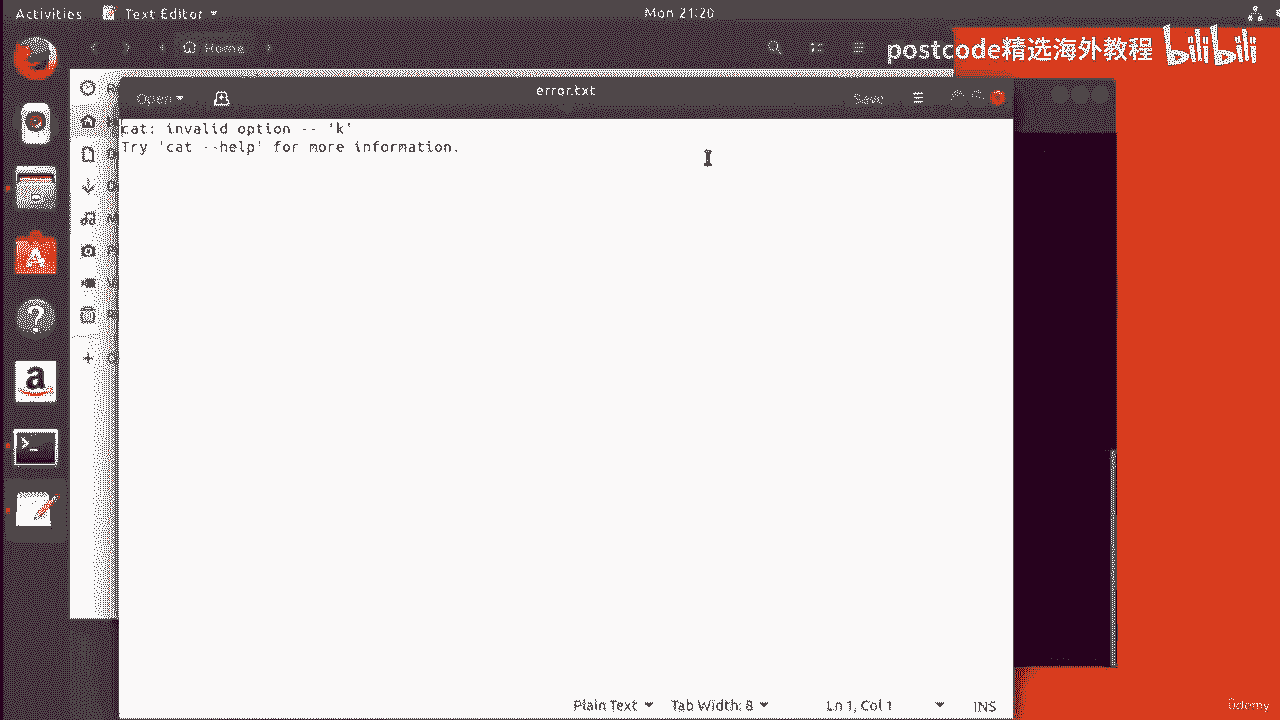 Activities Text Editor Mon 21:20
Home
postcode精选海外教程 bilibili
Open error.txt Save
cat: invalid option -- 'k'
Try 'cat --help' for more information.
Plain Text Tab Width: 8 Ln 1, Col 1 INS
ûdemy